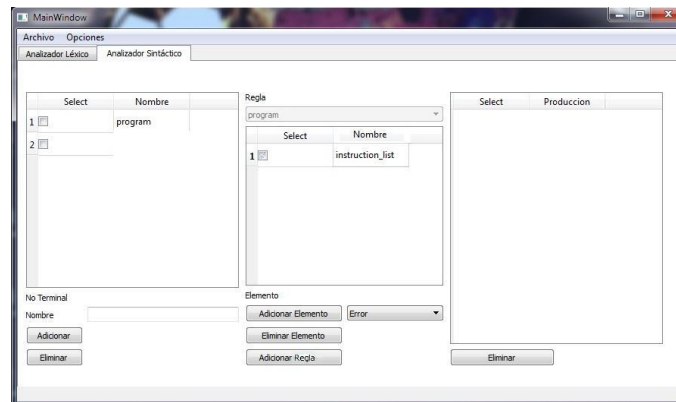 MainWindow
Archivo Opciones
Analizador Léxico Analizador Sintáctico
Select Nombre
1 program
2
Regla
program
Select Nombre
1 instruction_list
Select Produccion
No Terminal
Nombre
Adicionar
Eliminar
Elemento
Adicionar Elemento Error
Eliminar Elemento
Adicionar Regla
Eliminar